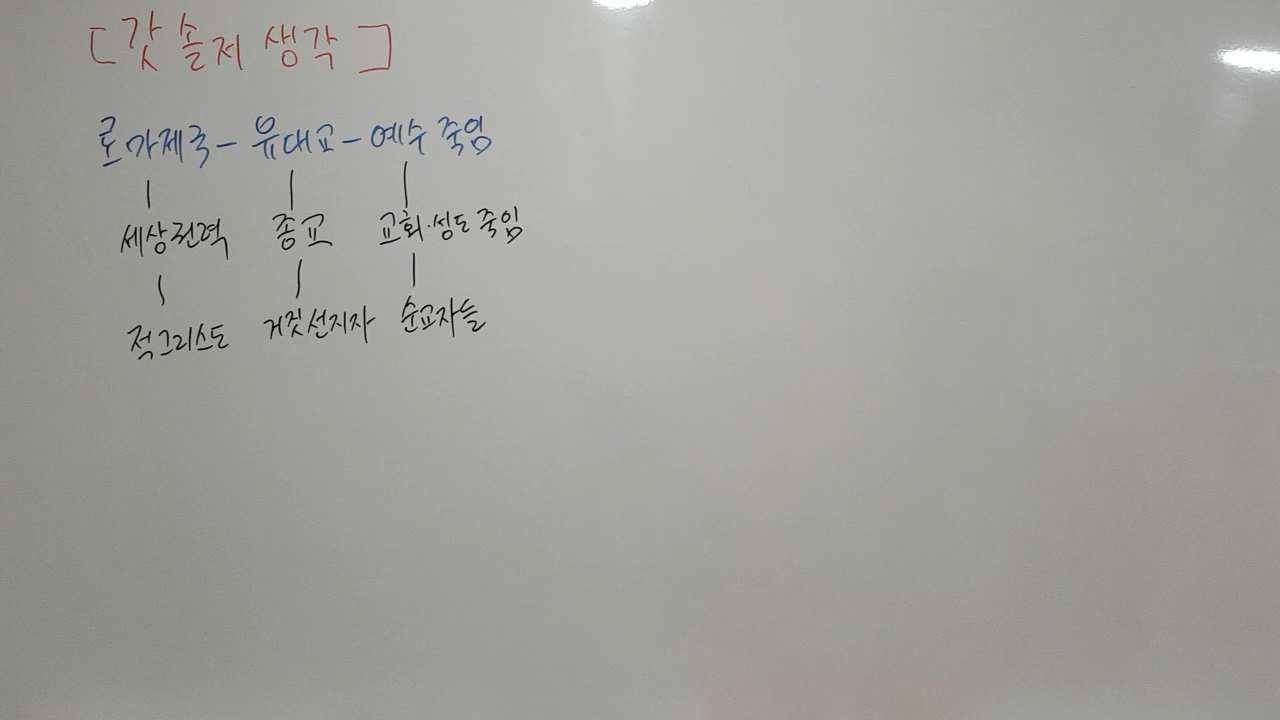 [갓 솔져 생각]
로마제국 - 유대교 - 예수 죽임
세상권력 종교 교회·성도 죽임
적그리스도 거짓선지자 순교자들